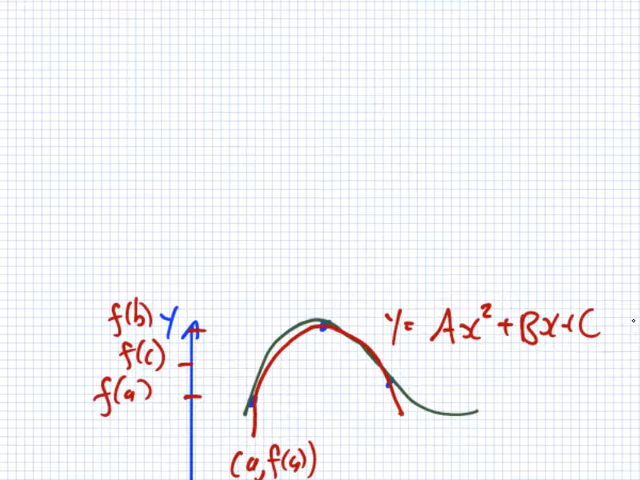 f(b) Y
y = Ax² + Bx + C
f(c)
f(a)
(a, f(a))